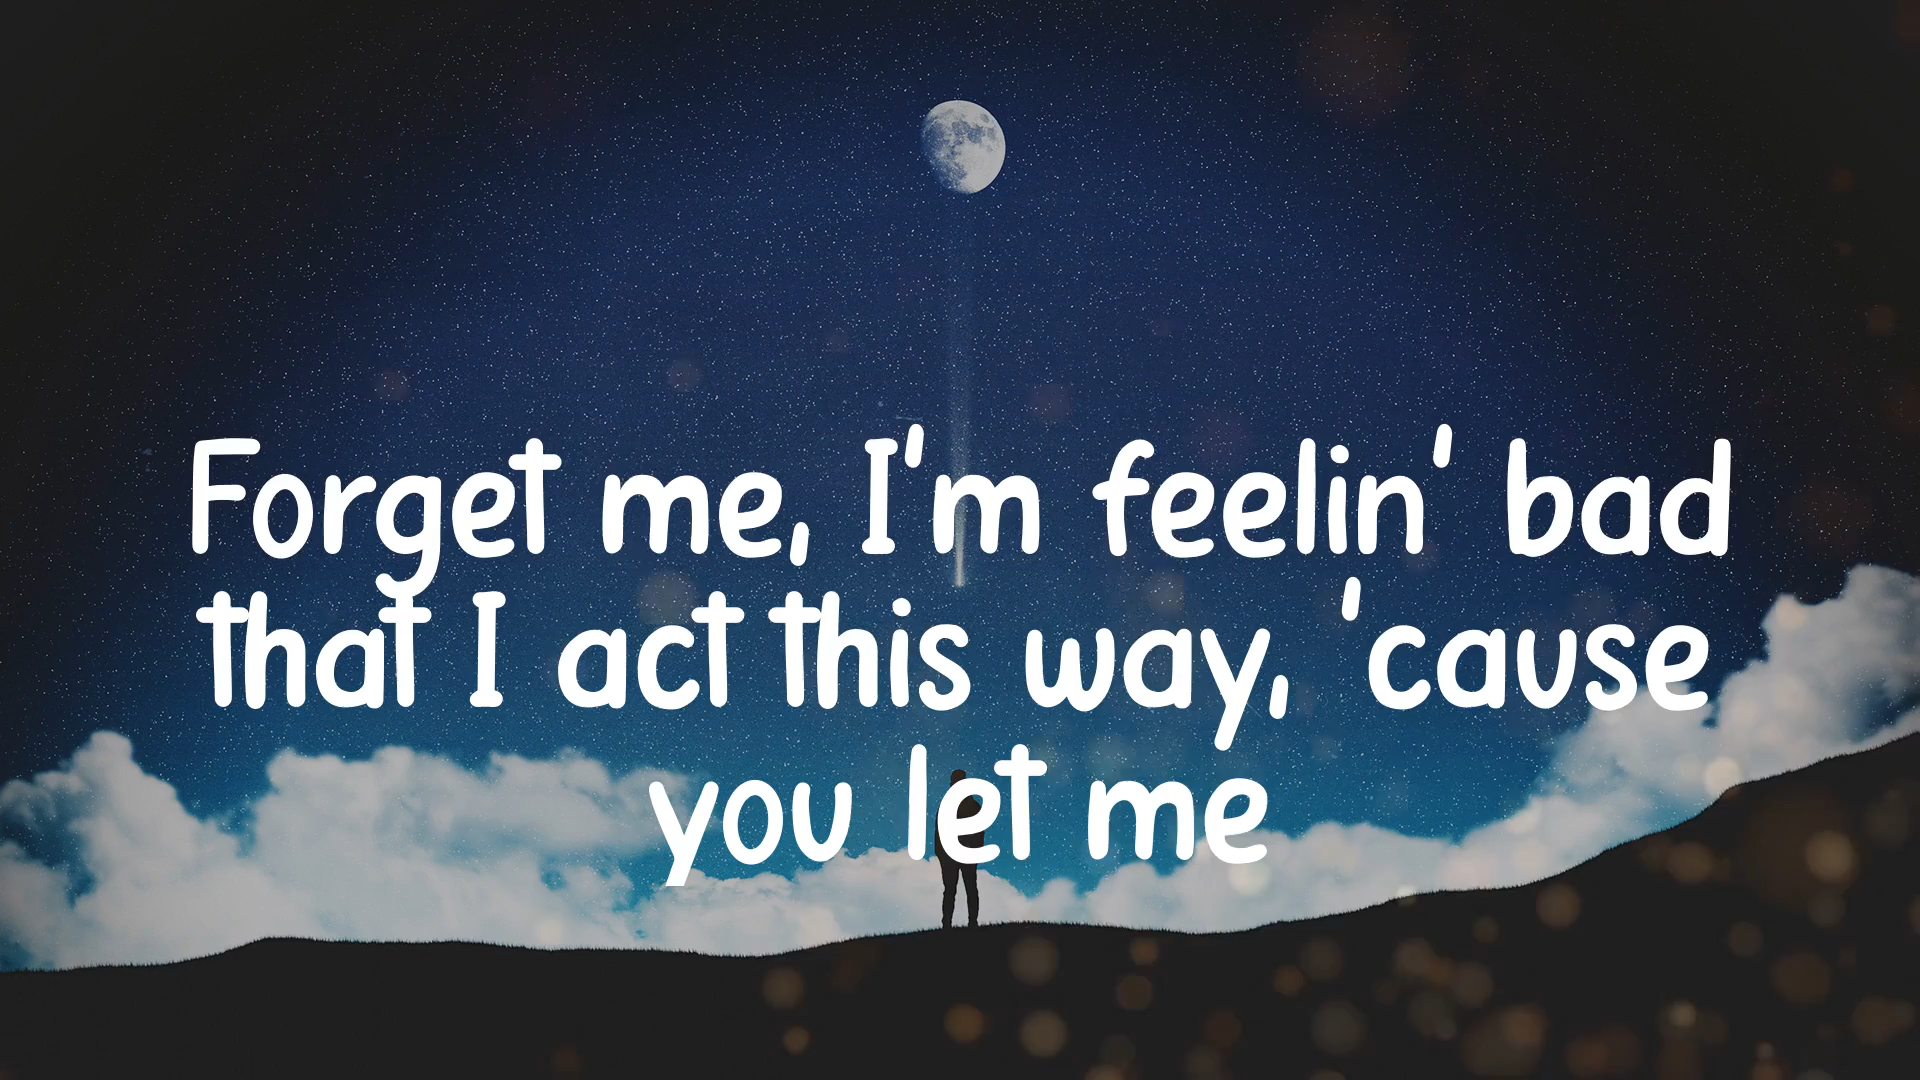 Forget me, I'm feelin' bad
that I act this way, 'cause
you let me